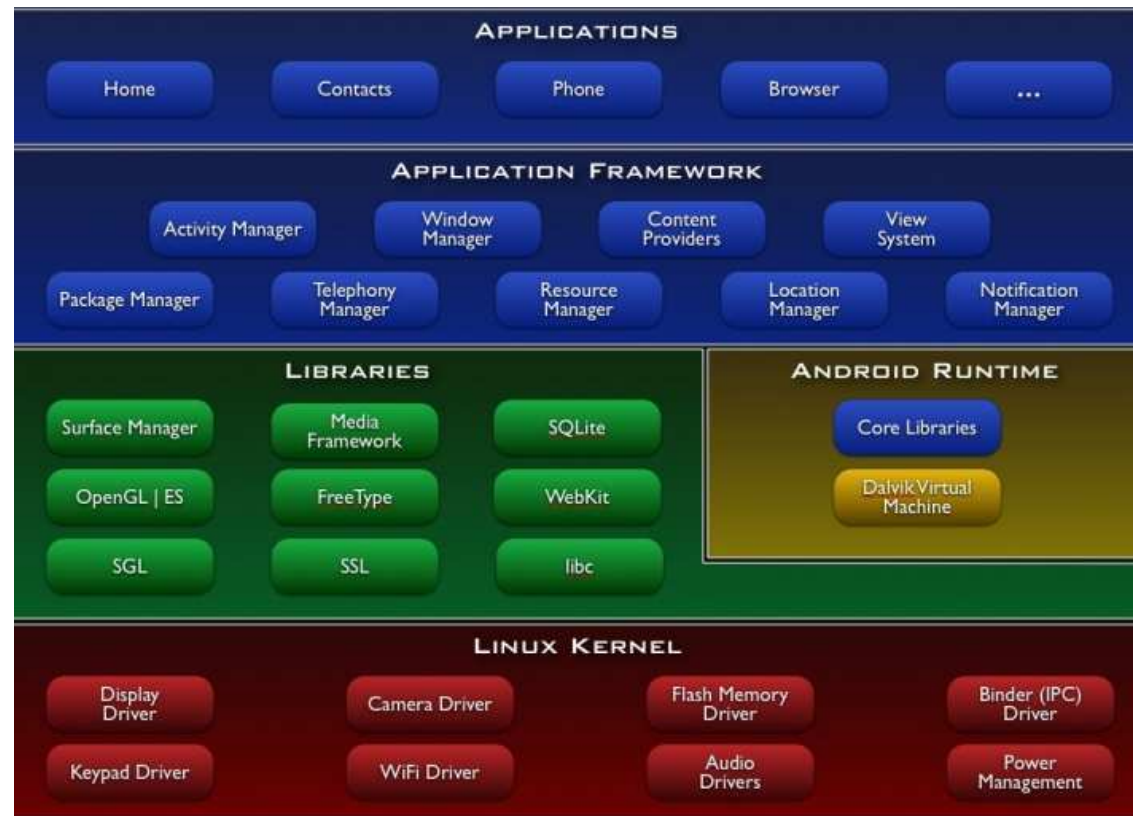 APPLICATIONS
Home
Contacts
Phone
Browser
...
APPLICATION FRAMEWORK
Activity Manager
Window
Manager
Content
Providers
View
System
Package Manager
Telephony
Manager
Resource
Manager
Location
Manager
Notification
Manager
LIBRARIES
Surface Manager
Media
Framework
SQLite
OpenGL | ES
FreeType
WebKit
SGL
SSL
libc
ANDROID RUNTIME
Core Libraries
Dalvik Virtual
Machine
LINUX KERNEL
Display
Driver
Camera Driver
Flash Memory
Driver
Binder (IPC)
Driver
Keypad Driver
WiFi Driver
Audio
Drivers
Power
Management